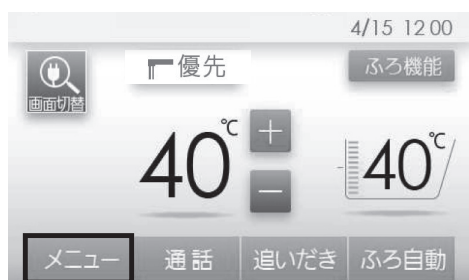 4/15 12:00
優先
ふろ機能
画面切替
40℃
+
40℃
-
メニュー
通話
追いだき
ふろ自動